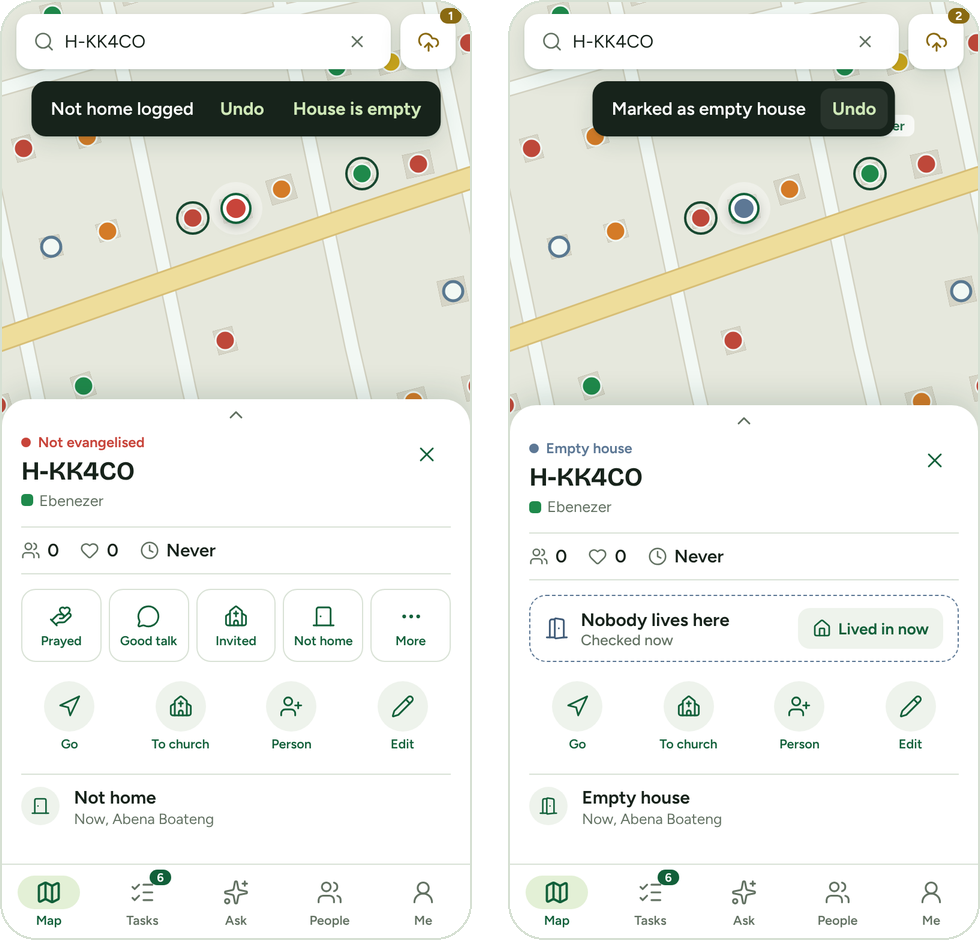 1
H-KK4CO
Not home logged Undo House is empty
Not evangelised
H-KK4CO
Ebenezer
0 0 Never
Prayed Good talk Invited Not home More
Go To church Person Edit
Not home
Now, Abena Boateng
6
Map Tasks Ask People Me
2
H-KK4CO
Marked as empty house Undo
er
Empty house
H-KK4CO
Ebenezer
0 0 Never
Nobody lives here
Checked now
Lived in now
Go To church Person Edit
Empty house
Now, Abena Boateng
6
Map Tasks Ask People Me